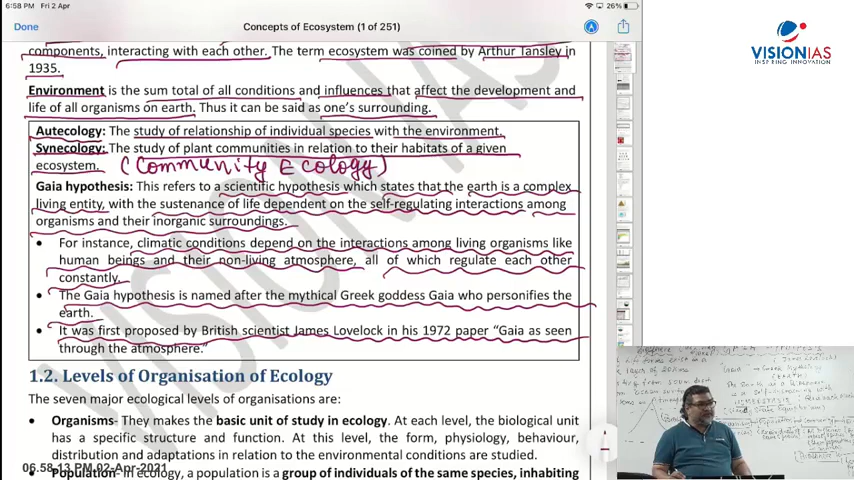 6:58 PM Fri 2 Apr
26%
Done
Concepts of Ecosystem (1 of 251)
VISIONIAS
INSPIRING INNOVATION
components, interacting with each other. The term ecosystem was coined by Arthur Tansley in
1935.
Environment is the sum total of all conditions and influences that affect the development and
life of all organisms on earth. Thus it can be said as one's surrounding.
Autecology: The study of relationship of individual species with the environment.
Synecology: The study of plant communities in relation to their habitats of a given
ecosystem. (Community Ecology)
Gaia hypothesis: This refers to a scientific hypothesis which states that the earth is a complex
living entity, with the sustenance of life dependent on the self-regulating interactions among
organisms and their inorganic surroundings.
• For instance, climatic conditions depend on the interactions among living organisms like
human beings and their non-living atmosphere, all of which regulate each other
constantly.
• The Gaia hypothesis is named after the mythical Greek goddess Gaia who personifies the
earth.
• It was first proposed by British scientist James Lovelock in his 1972 paper "Gaia as seen
through the atmosphere."
1.2. Levels of Organisation of Ecology
The seven major ecological levels of organisations are:
• Organisms: They makes the basic unit of study in ecology. At each level, the biological unit
has a specific structure and function. At this level, the form, physiology, behaviour,
distribution and adaptations in relation to the environmental conditions are studied.
• Population: In ecology, a population is a group of individuals of the same species, inhabiting
06.58.13 PM 02-Apr-2021
VISION IAS